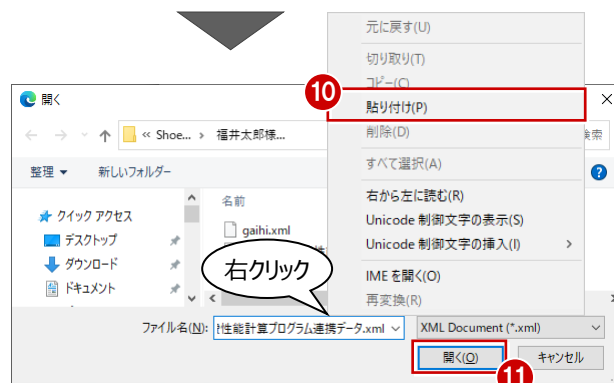 元に戻す(U)
切り取り(T)
コピー(C)
10
貼り付け(P)
開く
削除(D)
« Shoe... › 福井太郎様...
検索
すべて選択(A)
整理 新しいフォルダー
右から左に読む(R)
名前
クイック アクセス
Unicode 制御文字の表示(S)
gaihi.xml
デスクトップ
Unicode 制御文字の挿入(I)
ダウンロード
右クリック
IME を開く(O)
ドキュメント
再変換(R)
ファイル名(N): 性能計算プログラム連携データ.xml XML Document (*.xml)
開く(O) キャンセル
11